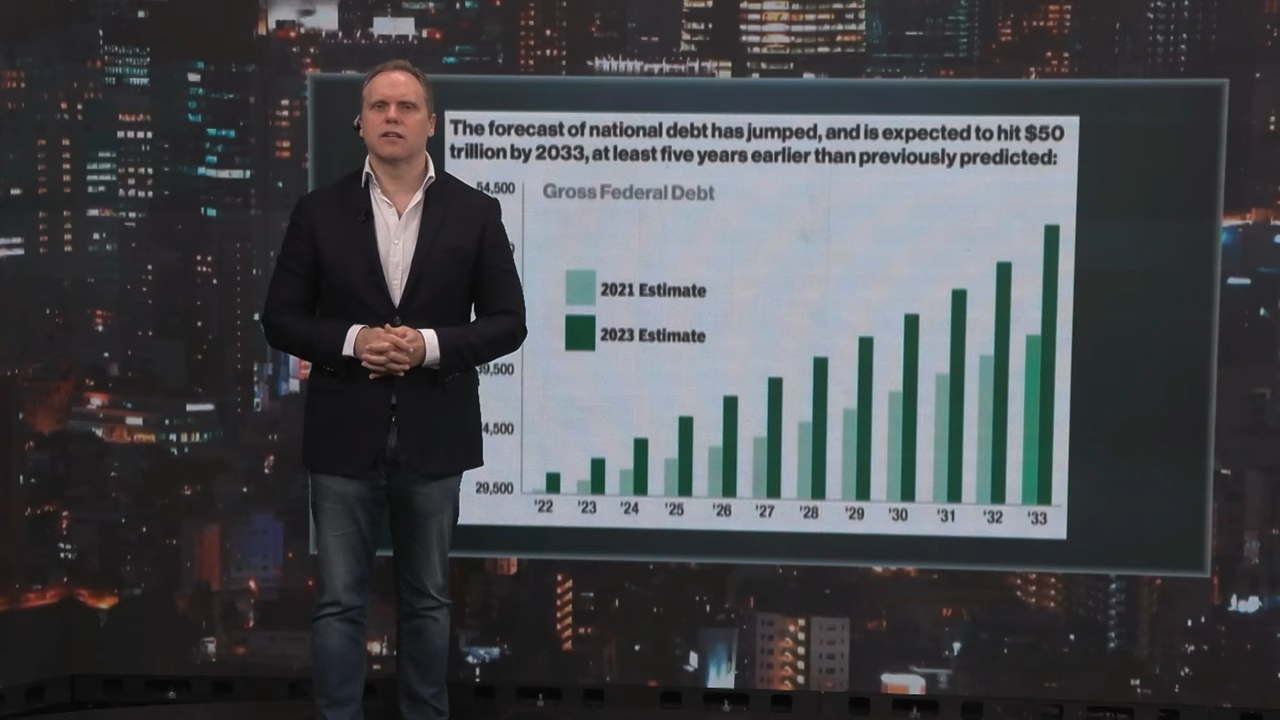 The forecast of national debt has jumped, and is expected to hit $50
trillion by 2033, at least five years earlier than previously predicted:
54,500
Gross Federal Debt
2021 Estimate
2023 Estimate
39,500
29,500
'22 '23 '24 '25 '26 '27 '28 '29 '30 '31 '32 '33